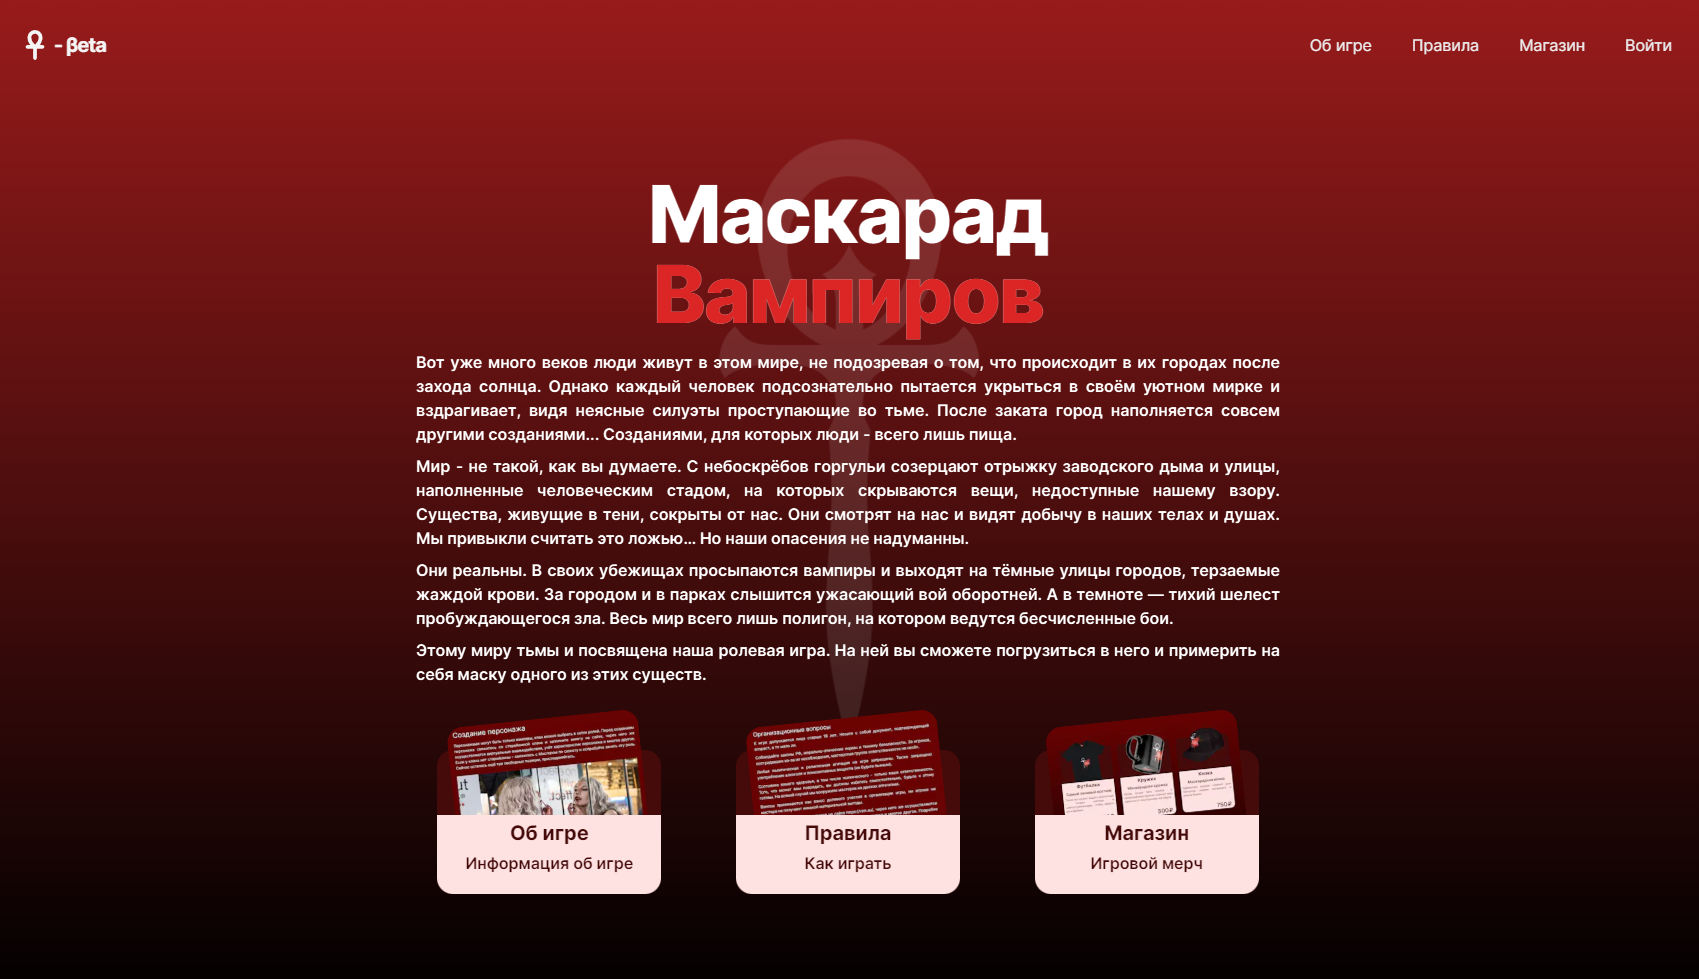 - βeta
Об игре
Правила
Магазин
Войти
Маскарад
Вампиров
Вот уже много веков люди живут в этом мире, не подозревая о том, что происходит в их городах после
захода солнца. Однако каждый человек подсознательно пытается укрыться в своём уютном мирке и
вздрагивает, видя неясные силуэты проступающие во тьме. После заката город наполняется совсем
другими созданиями... Созданиями, для которых люди - всего лишь пища.
Мир - не такой, как вы думаете. С небоскрёбов горгульи созерцают отрыжку заводского дыма и улицы,
наполненные человеческим стадом, на которых скрываются вещи, недоступные нашему взору.
Существа, живущие в тени, сокрыты от нас. Они смотрят на нас и видят добычу в наших телах и душах.
Мы привыкли считать это ложью... Но наши опасения не надуманны.
Они реальны. В своих убежищах просыпаются вампиры и выходят на тёмные улицы городов, терзаемые
жаждой крови. За городом и в парках слышится ужасающий вой оборотней. А в темноте — тихий шелест
пробуждающегося зла. Весь мир всего лишь полигон, на котором ведутся бесчисленные бои.
Этому миру тьмы и посвящена наша ролевая игра. На ней вы сможете погрузиться в него и примерить на
себя маску одного из этих существ.
Создание персонажа
Организационные вопросы
Футболка
Кружка
Кепка
500 ₽
750 ₽
Об игре
Информация об игре
Правила
Как играть
Магазин
Игровой мерч